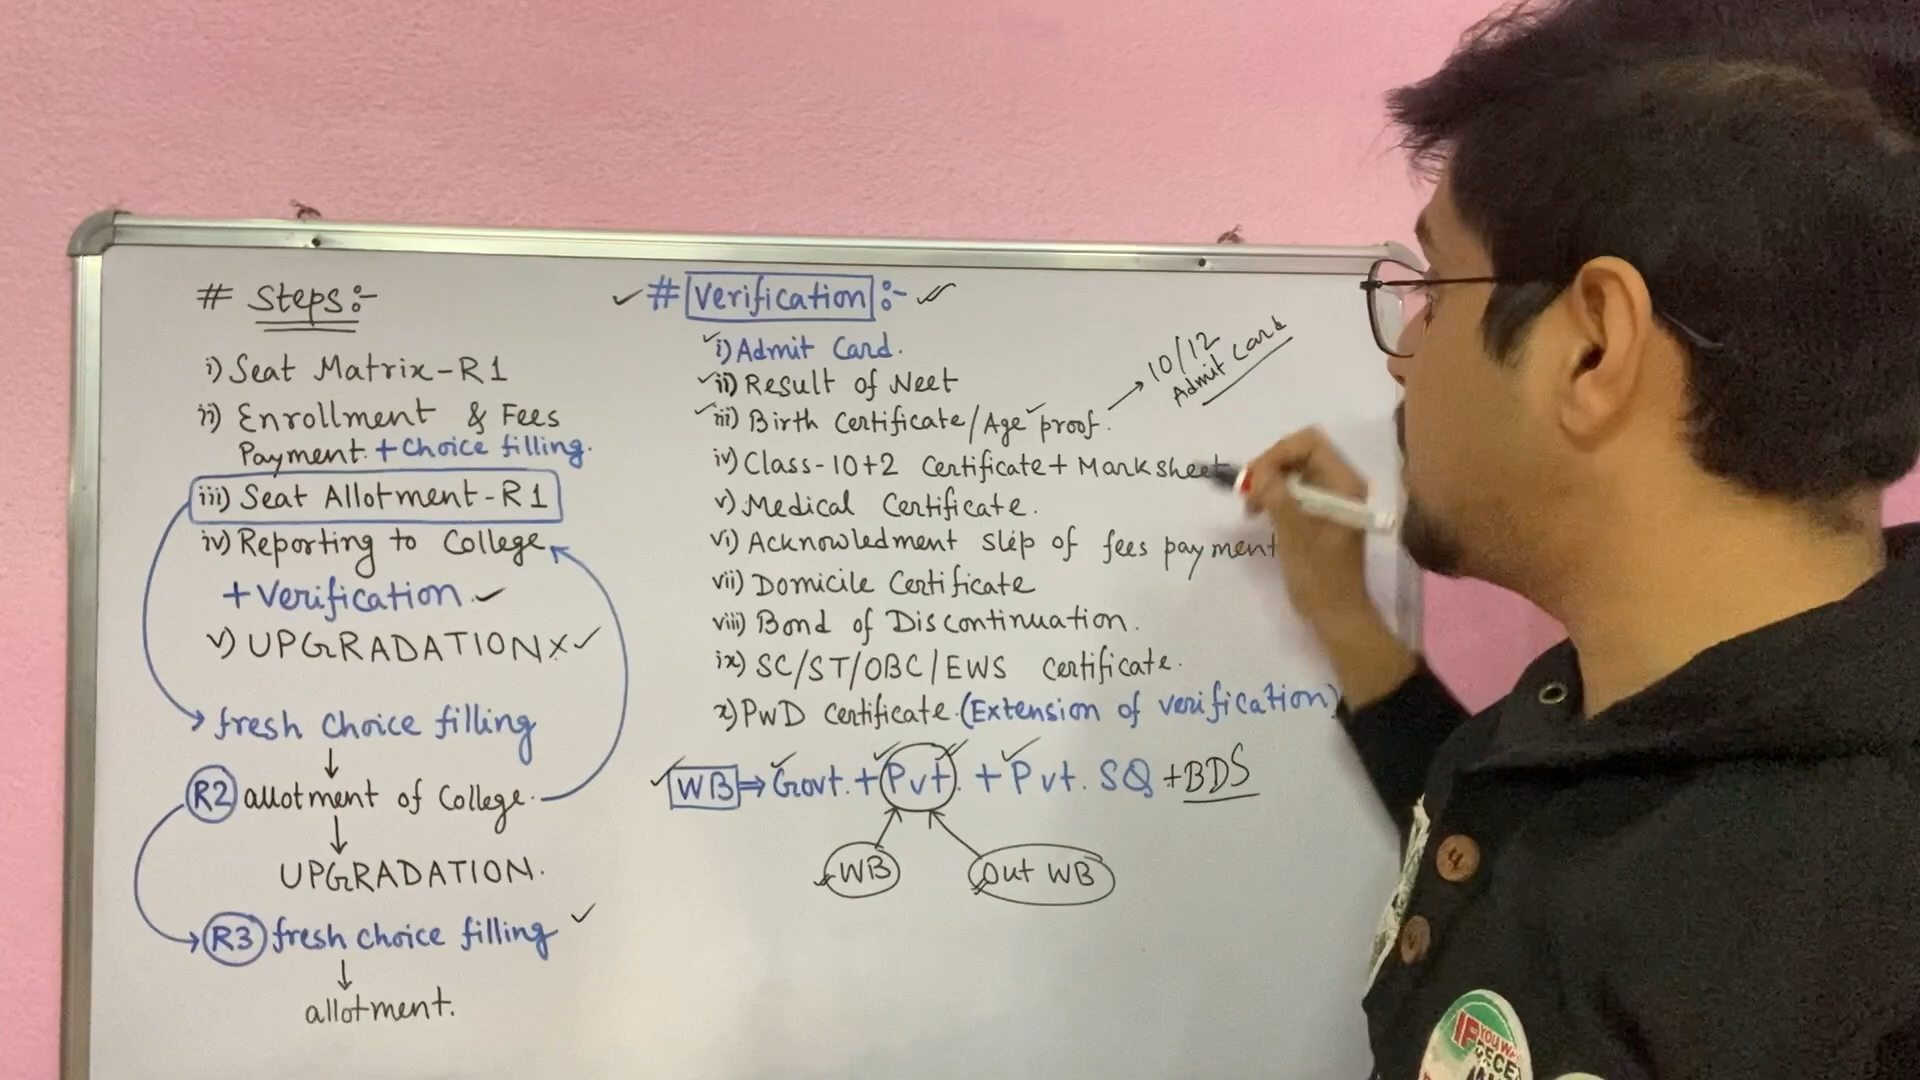 # Steps:-
i) Seat Matrix-R1
ii) Enrollment & Fees
Payment. + Choice filling.
iii) Seat Allotment-R1
iv) Reporting to College
+ Verification
v) UPGRADATION
fresh Choice filling
R2 allotment of College.
UPGRADATION.
R3 fresh choice filling
allotment.
# Verification :-
i) Admit Card.
ii) Result of Neet
iii) Birth Certificate/Age proof.
10/12
Admit Card
iv) Class-10+2 Certificate + Marksheet
v) Medical Certificate.
vi) Acknowledment slip of fees payment
vii) Domicile Certificate
viii) Bond of Discontinuation.
ix) SC/ST/OBC/EWS Certificate.
x) PwD Certificate. (Extension of verification)
WB ⇒ Govt. + Pvt. + Pvt. SQ + BDS
WB
Out WB
IF
YOU